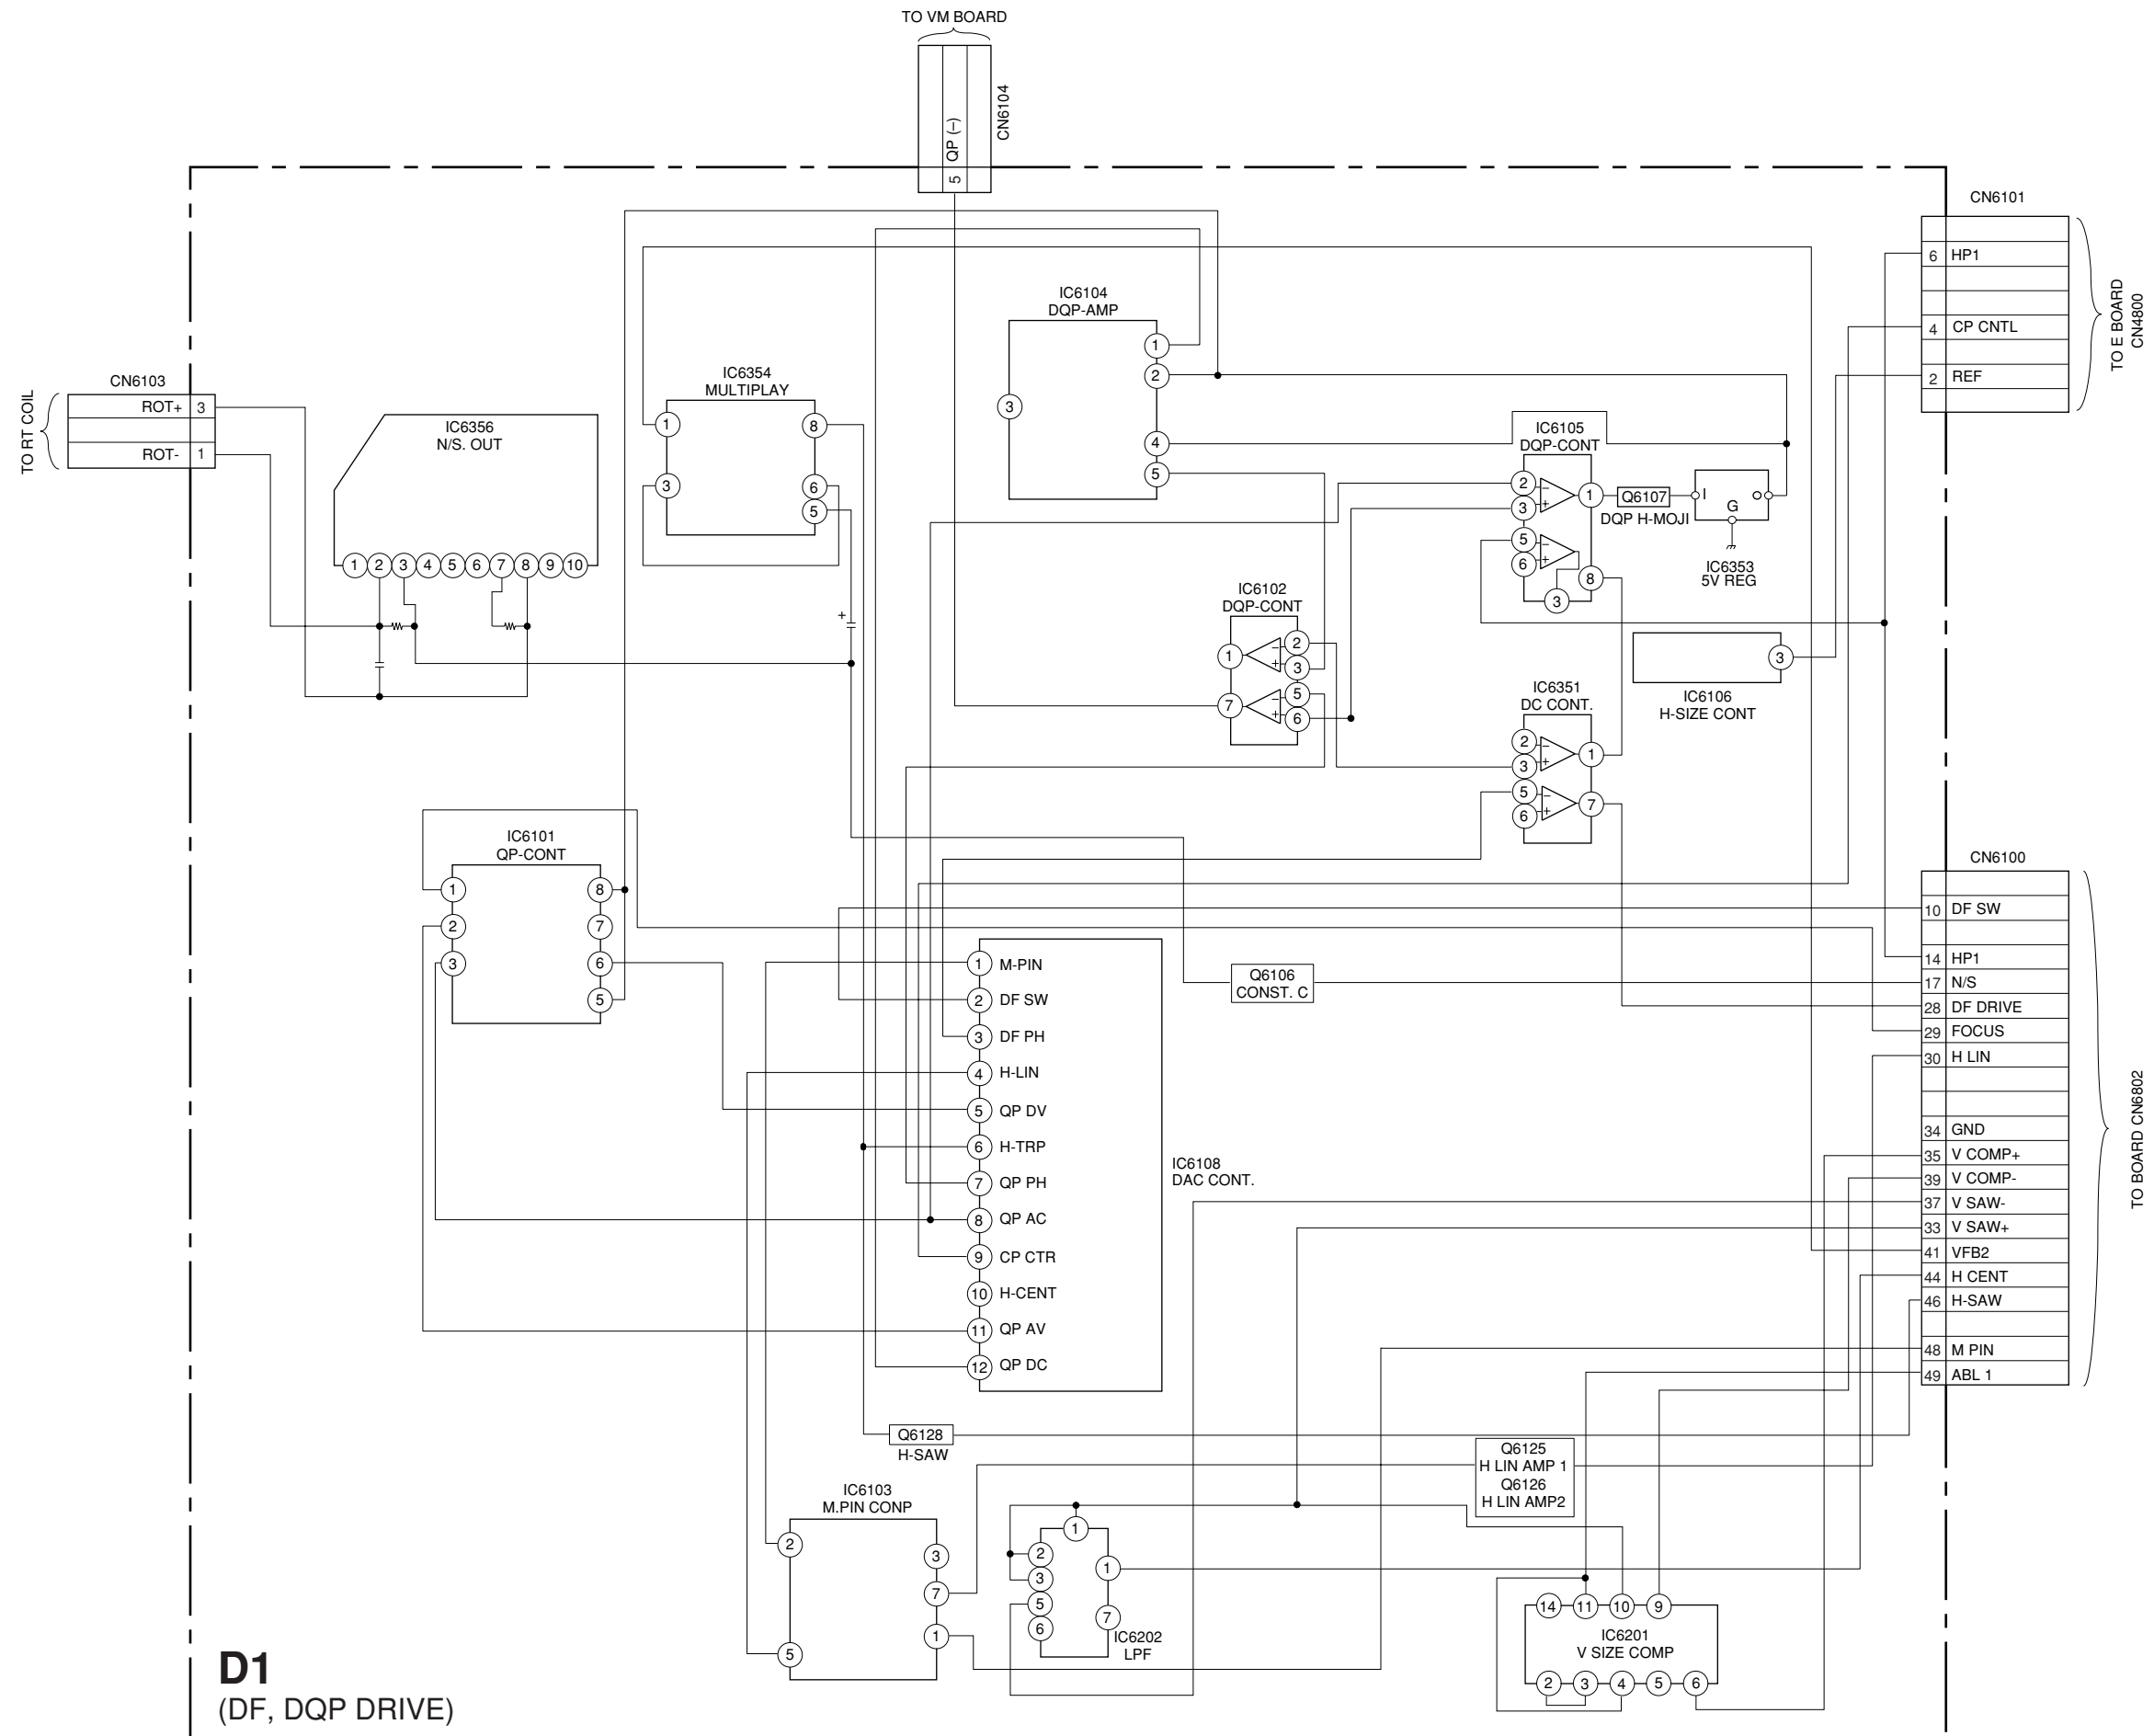 TO VM BOARD
CN6104
QP (–)
5
CN6101
6 HP1
4 CP CNTL
2 REF
TO E BOARD
CN4800
TO RT COIL
CN6103
ROT+ 3
ROT- 1
IC6356
N/S. OUT
1 2 3 4 5 6 7 8 9 10
IC6354
MULTIPLAY
1
3
8
6
5
+
IC6104
DQP-AMP
1
2
3
4
5
IC6105
DQP-CONT
2
3
5
6
1
8
3
–
+
–
+
Q6107
DQP H-MOJI
I O
G
IC6353
5V REG
IC6102
DQP-CONT
1
7
2
3
5
6
–
+
–
+
3
IC6106
H-SIZE CONT
IC6351
DC CONT.
2
3
5
6
1
7
–
+
–
+
IC6101
QP-CONT
1
2
3
8
7
6
5
1 M-PIN
2 DF SW
3 DF PH
4 H-LIN
5 QP DV
6 H-TRP
7 QP PH
8 QP AC
9 CP CTR
10 H-CENT
11 QP AV
12 QP DC
IC6108
DAC CONT.
Q6106
CONST. C
CN6100
10 DF SW
14 HP1
17 N/S
28 DF DRIVE
29 FOCUS
30 H LIN
34 GND
35 V COMP+
39 V COMP-
37 V SAW-
33 V SAW+
41 VFB2
44 H CENT
46 H-SAW
48 M PIN
49 ABL 1
TO BOARD CN6802
Q6128
H-SAW
Q6125
H LIN AMP 1
Q6126
H LIN AMP2
IC6103
M.PIN CONP
2
5
3
7
1
1
2
3
5
6
1
7
IC6202
LPF
14 11 10 9
IC6201
V SIZE COMP
2 3 4 5 6
D1
(DF, DQP DRIVE)